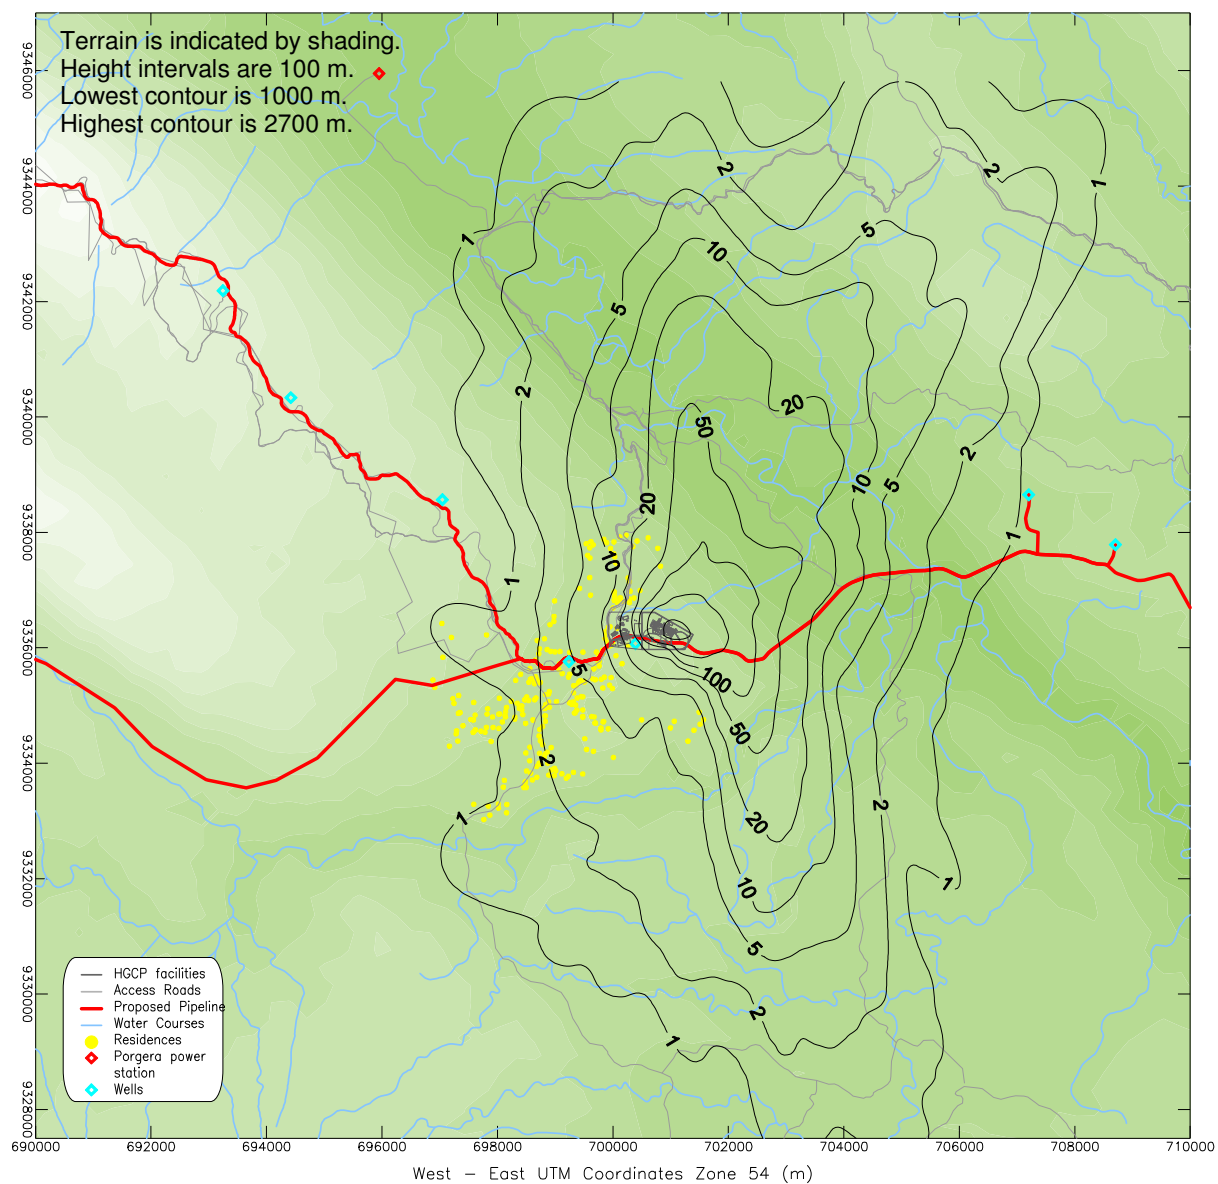 Terrain is indicated by shading.
Height intervals are 100 m.
Lowest contour is 1000 m.
Highest contour is 2700 m.
9346000
9344000
9342000
9340000
9338000
9336000
9334000
9332000
9330000
9328000
2
2
1
5
1
10
5
2
20
50
2
20
10
5
1
10
1
5
100
50
2
1
2
20
10
1
5
2
1
HGCP facilities
Access Roads
Proposed Pipeline
Water Courses
Residences
Porgera power
station
Wells
690000 692000 694000 696000 698000 700000 702000 704000 706000 708000 710000
West - East UTM Coordinates Zone 54 (m)